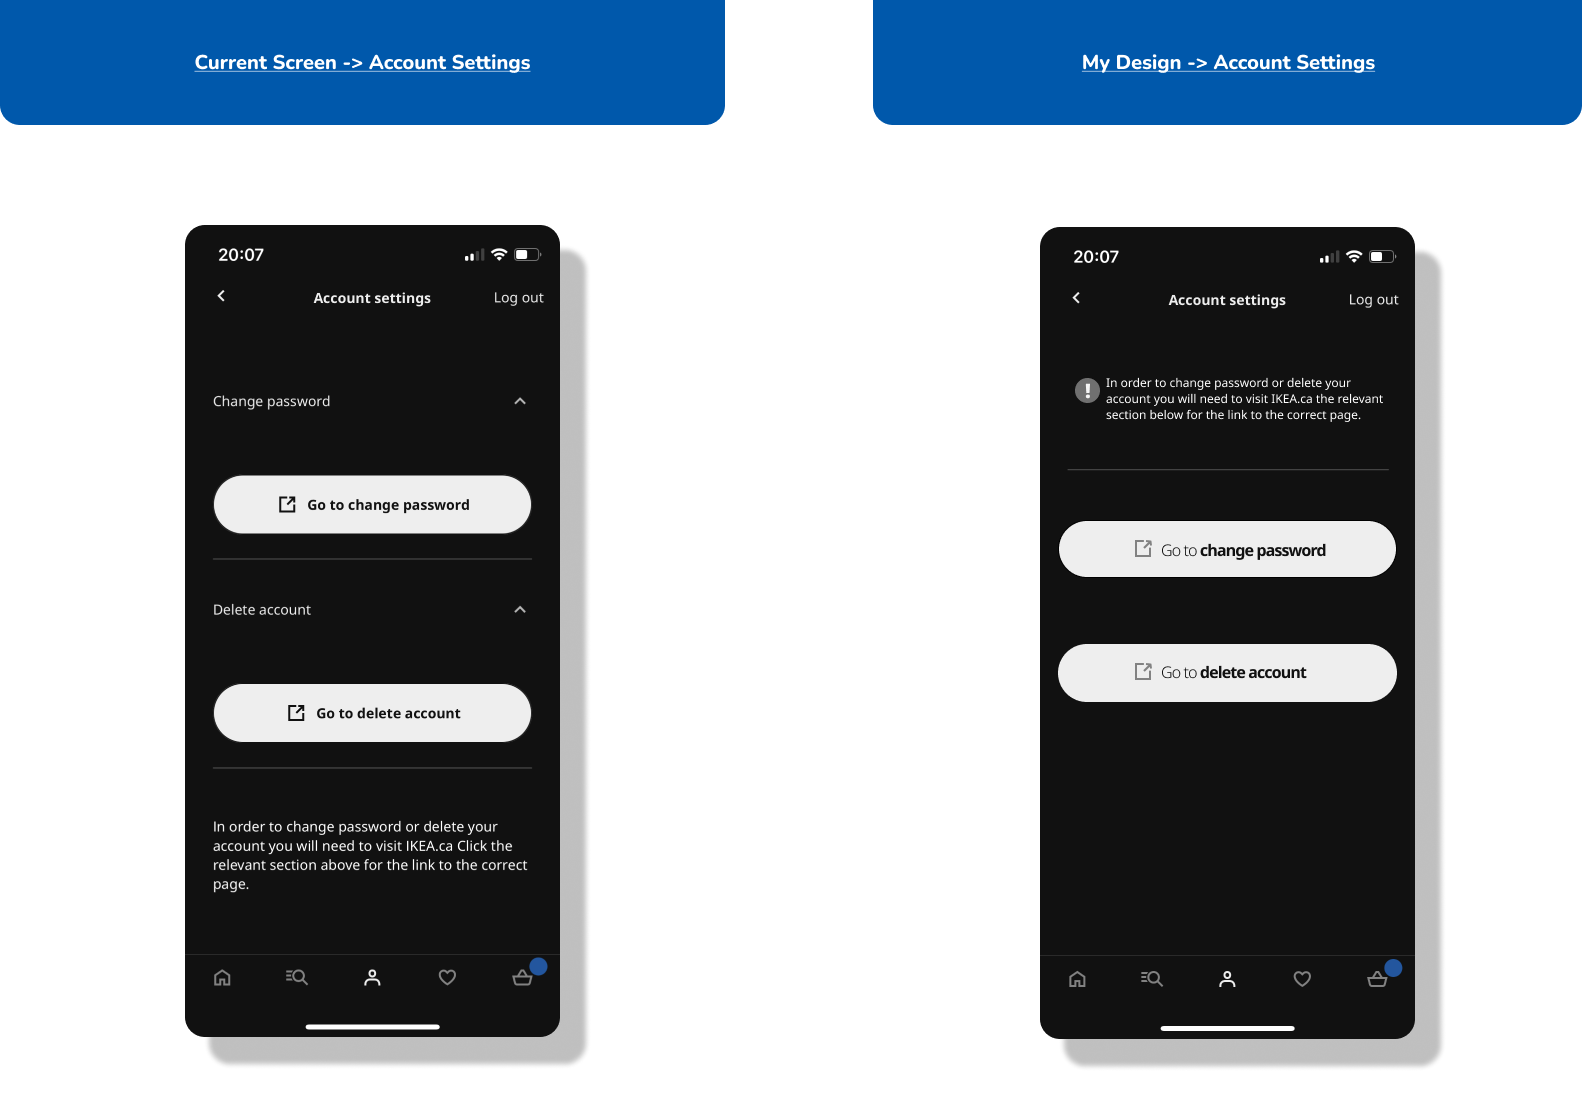 Current Screen -> Account Settings
My Design -> Account Settings
20:07
Account settings
Log out
Change password
Go to change password
Delete account
Go to delete account
In order to change password or delete your
account you will need to visit IKEA.ca Click the
relevant section above for the link to the correct
page.
20:07
Account settings
Log out
In order to change password or delete your
account you will need to visit IKEA.ca the relevant
section below for the link to the correct page.
Go to change password
Go to delete account